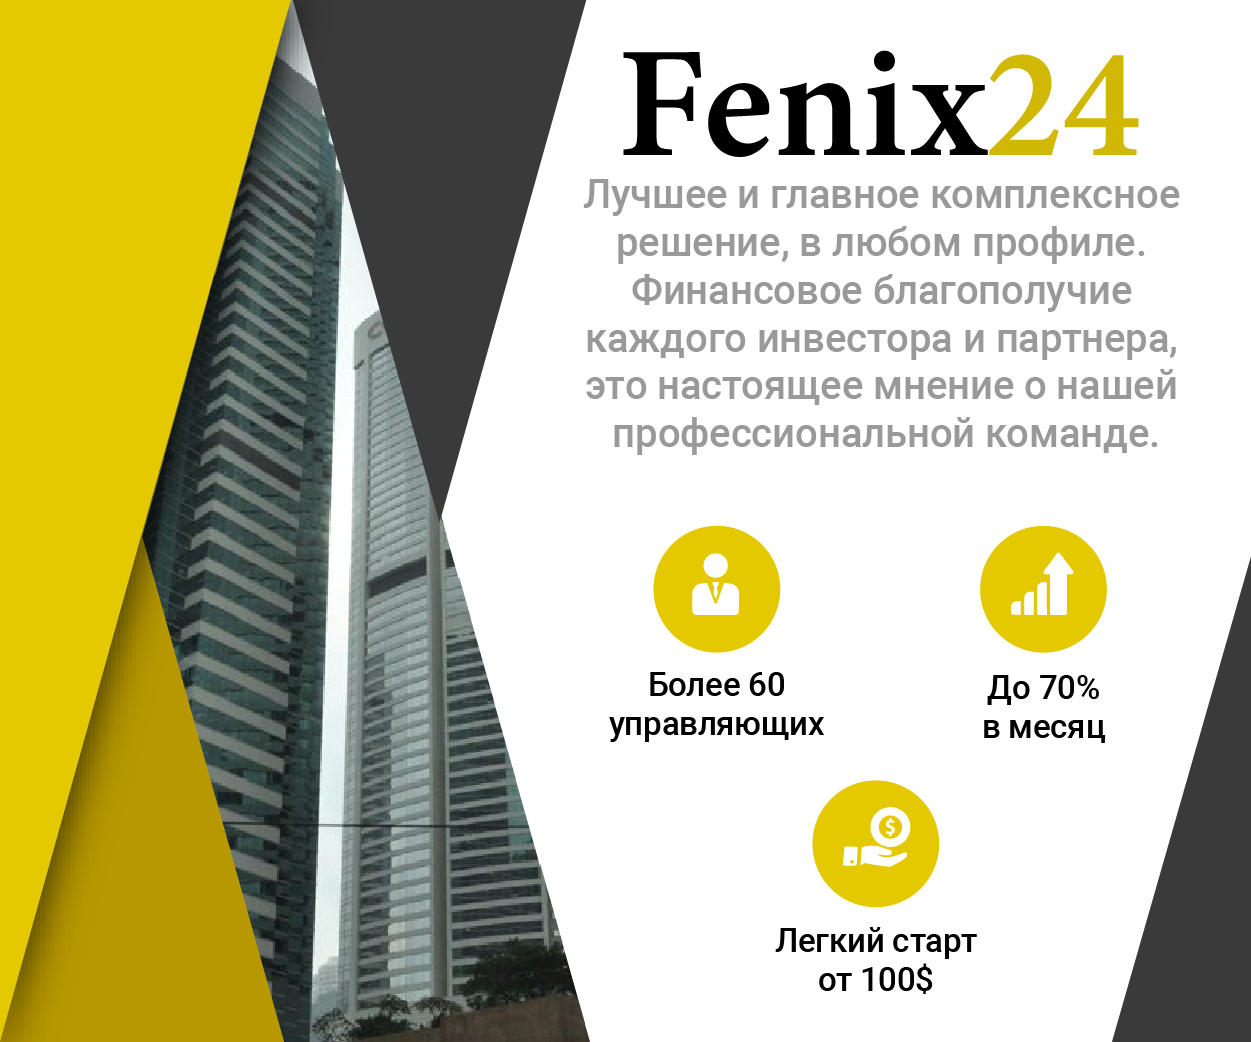 Fenix24
Лучшее и главное комплексное
решение, в любом профиле.
Финансовое благополучие
каждого инвестора и партнера,
это настоящее мнение о нашей
профессиональной команде.
Более 60
управляющих
До 70%
в месяц
$
Легкий старт
от 100$